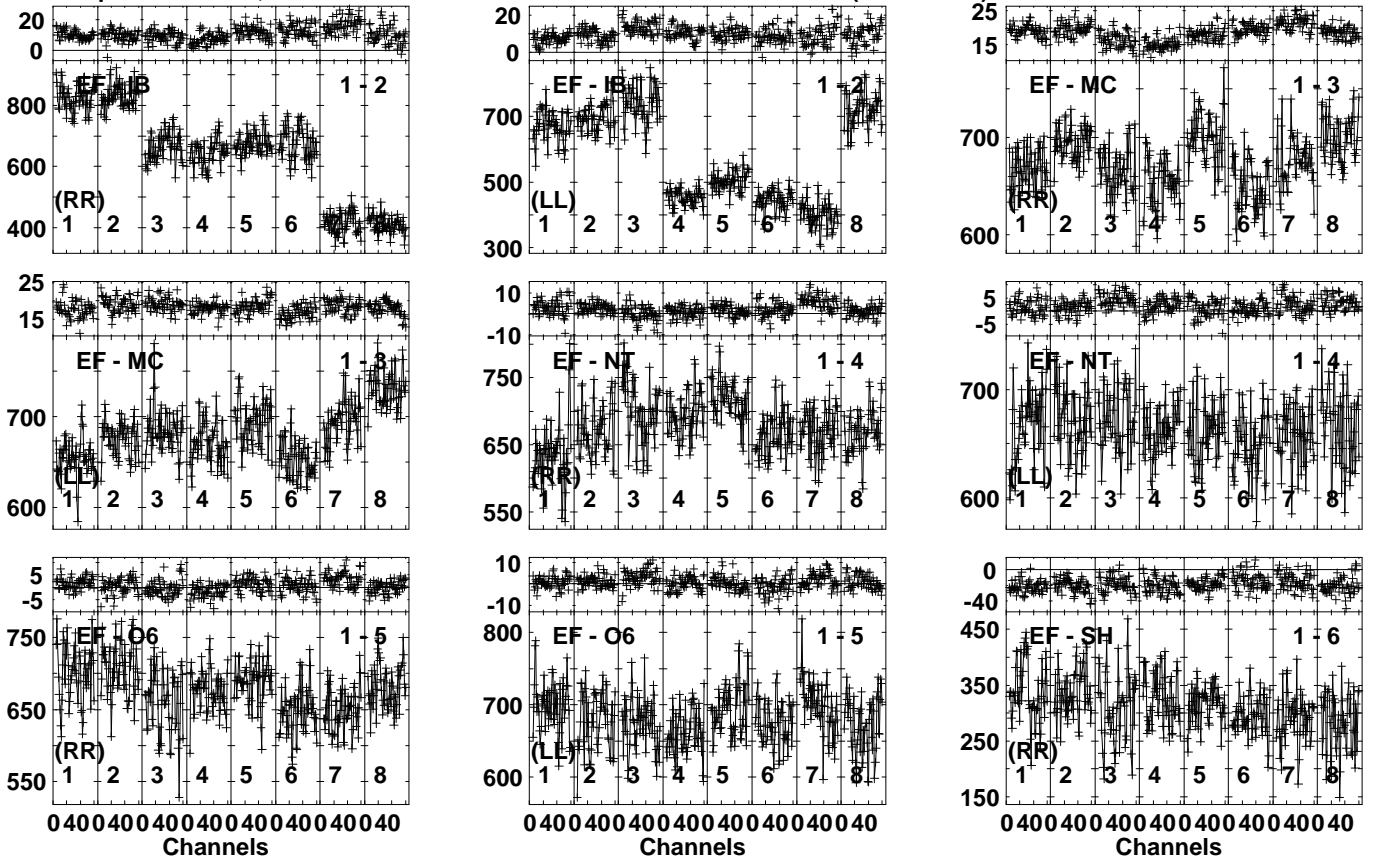 20 20 25
0 0 15
EF - IB 1 - 2 EF - IB 1 - 2 EF - MC 1 - 3
800 700 700
600 500
(RR) (LL) (RR)
400 1 2 3 4 5 6 7 8 1 2 3 4 5 6 7 8 600 1 2 3 4 5 6 7 8
300
25 10 5
15 -10 -5
EF - MC 1 - 3 EF - NT 1 - 4 EF - NT 1 - 4
700 750 700
650
(LL) (RR) (LL)
600 1 2 3 4 5 6 7 8 550 1 2 3 4 5 6 7 8 600 1 2 3 4 5 6 7 8
5 10 0
-5 -10 -40
EF - O6 1 - 5 EF - O6 1 - 5 EF - SH 1 - 6
750 800 450
650 700 350
250
(RR) (LL) (RR)
550 1 2 3 4 5 6 7 8 600 1 2 3 4 5 6 7 8 150 1 2 3 4 5 6 7 8
0 40 0 40 0 40 0 40 0 40 0 40 0 40 0 40 0 40 0 40 0 40 0 40 0 40 0 40 0 40 0 40 0 40 0 40 0 40 0 40 0 40 0 40 0 40 0 40
Channels Channels Channels